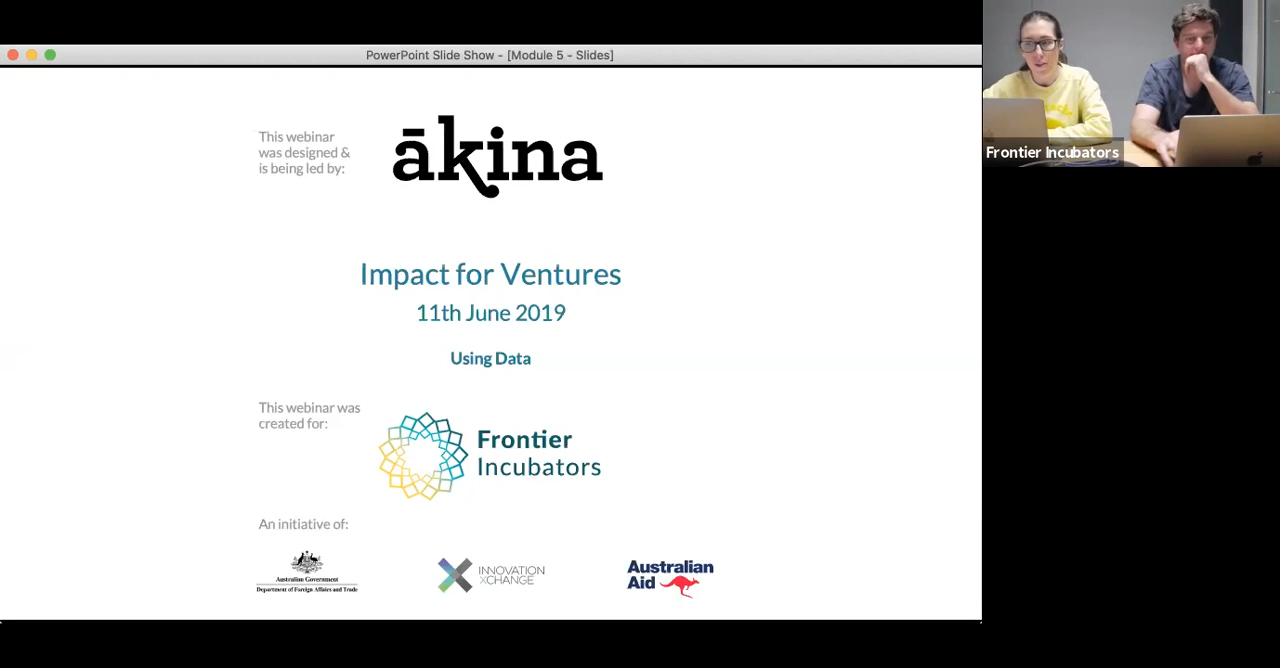 PowerPoint Slide Show - [Module 5 - Slides]
This webinar
was designed &
is being led by:
ākina
Impact for Ventures
11th June 2019
Using Data
This webinar was
created for:
Frontier
Incubators
An initiative of:
Australian Government
Department of Foreign Affairs and Trade
INNOVATION
XCHANGE
Australian
Aid
Frontier Incubators